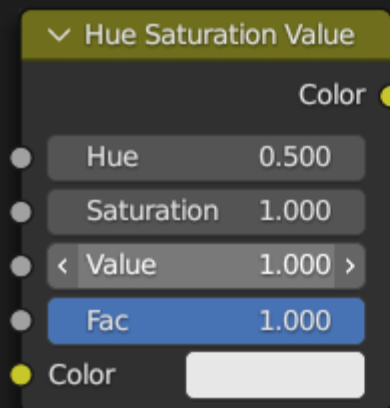 Hue Saturation Value
Color
Hue 0.500
Saturation 1.000
Value 1.000
Fac 1.000
Color